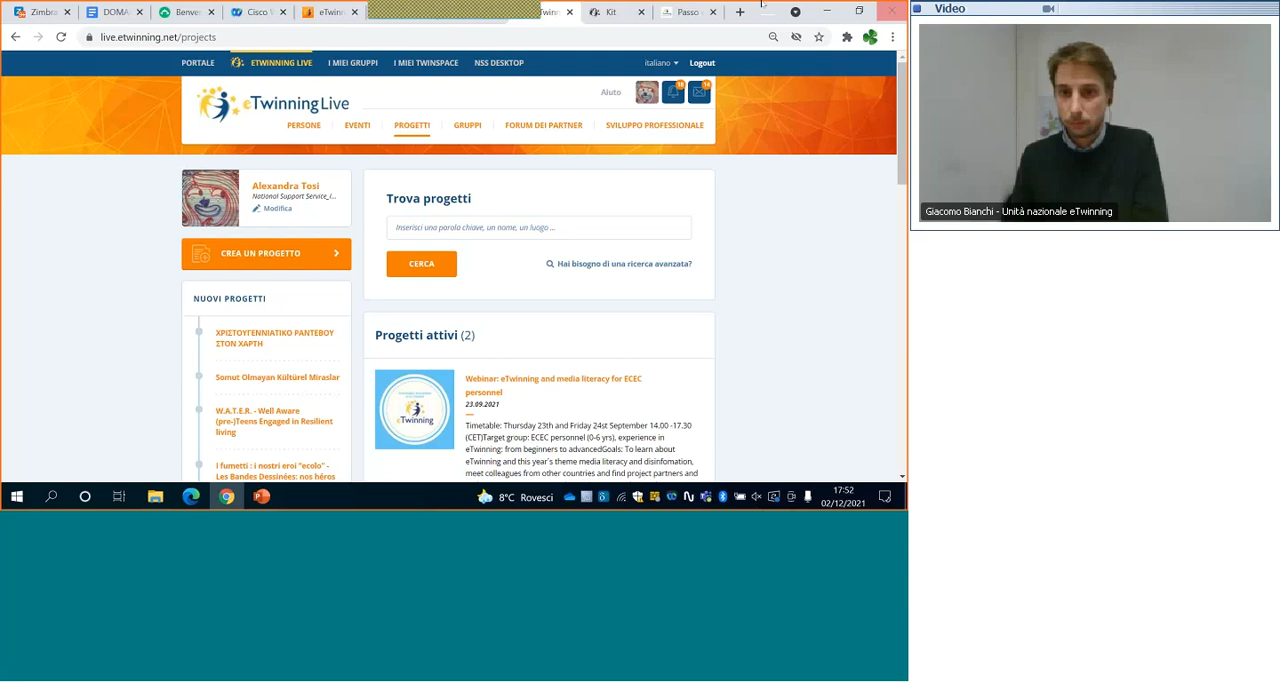 Zimbra
DOMA
Benve
Cisco W
eTwinn
winn
Kit
Passo v
live.etwinning.net/projects
PORTALE
ETWINNING LIVE
I MIEI GRUPPI
I MIEI TWINSPACE
NSS DESKTOP
italiano
Logout
eTwinning Live
Aiuto
PERSONE
EVENTI
PROGETTI
GRUPPI
FORUM DEI PARTNER
SVILUPPO PROFESSIONALE
Alexandra Tosi
National Support Service_I...
Modifica
CREA UN PROGETTO
NUOVI PROGETTI
ΧΡΙΣΤΟΥΓΕΝΝΙΑΤΙΚΟ ΡΑΝΤΕΒΟΥ
ΣΤΟΝ ΧΑΡΤΗ
Somut Olmayan Kültürel Miraslar
W.A.T.E.R. - Well Aware
(pre-)Teens Engaged in Resilient
living
I fumetti : i nostri eroi "ecolo" -
Les Bandes Dessinées: nos héros
Trova progetti
Inserisci una parola chiave, un nome, un luogo ...
CERCA
Hai bisogno di una ricerca avanzata?
Progetti attivi (2)
eTwinning
Webinar: eTwinning and media literacy for ECEC
personnel
23.09.2021
Timetable: Thursday 23th and Friday 24st September 14.00 -17.30
(CET)Target group: ECEC personnel (0-6 yrs), experience in
eTwinning: from beginners to advancedGoals: To learn about
eTwinning and this year's theme media literacy and disinfomation,
meet colleagues from other countries and find project partners and
8°C Rovesci
17:52
02/12/2021
Video
Giacomo Bianchi - Unità nazionale eTwinning